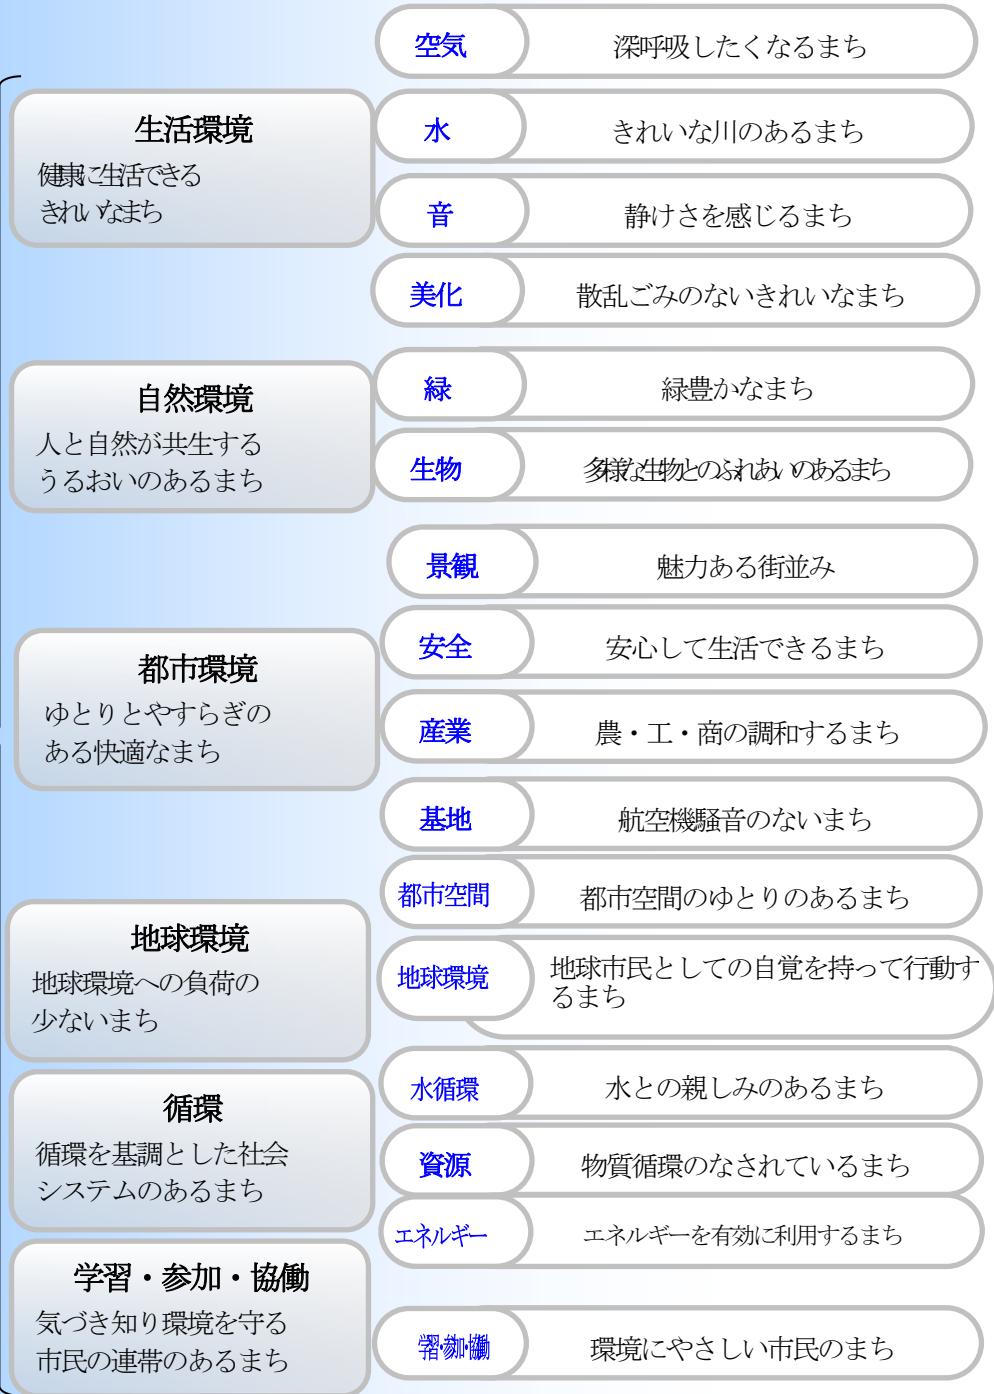 空気 深呼吸したくなるまち
生活環境
健康に生活できる
きれいなまち
水 きれいな川のあるまち
音 静けさを感じるまち
美化 散乱ごみのないきれいなまち
自然環境
人と自然が共生する
うるおいのあるまち
緑 緑豊かなまち
生物 多様な生物とのふれあいのあるまち
景観 魅力ある街並み
都市環境
ゆとりとやすらぎの
ある快適なまち
安全 安心して生活できるまち
産業 農・工・商の調和するまち
基地 航空機騒音のないまち
都市空間 都市空間のゆとりのあるまち
地球環境
地球環境への負荷の
少ないまち
地球環境 地球市民としての自覚を持って行動す
るまち
循環
循環を基調とした社会
システムのあるまち
水循環 水との親しみのあるまち
資源 物質循環のなされているまち
エネルギー エネルギーを有効に利用するまち
学習・参加・協働
気づき知り環境を守る
市民の連帯のあるまち
学習・参加・協働 環境にやさしい市民のまち